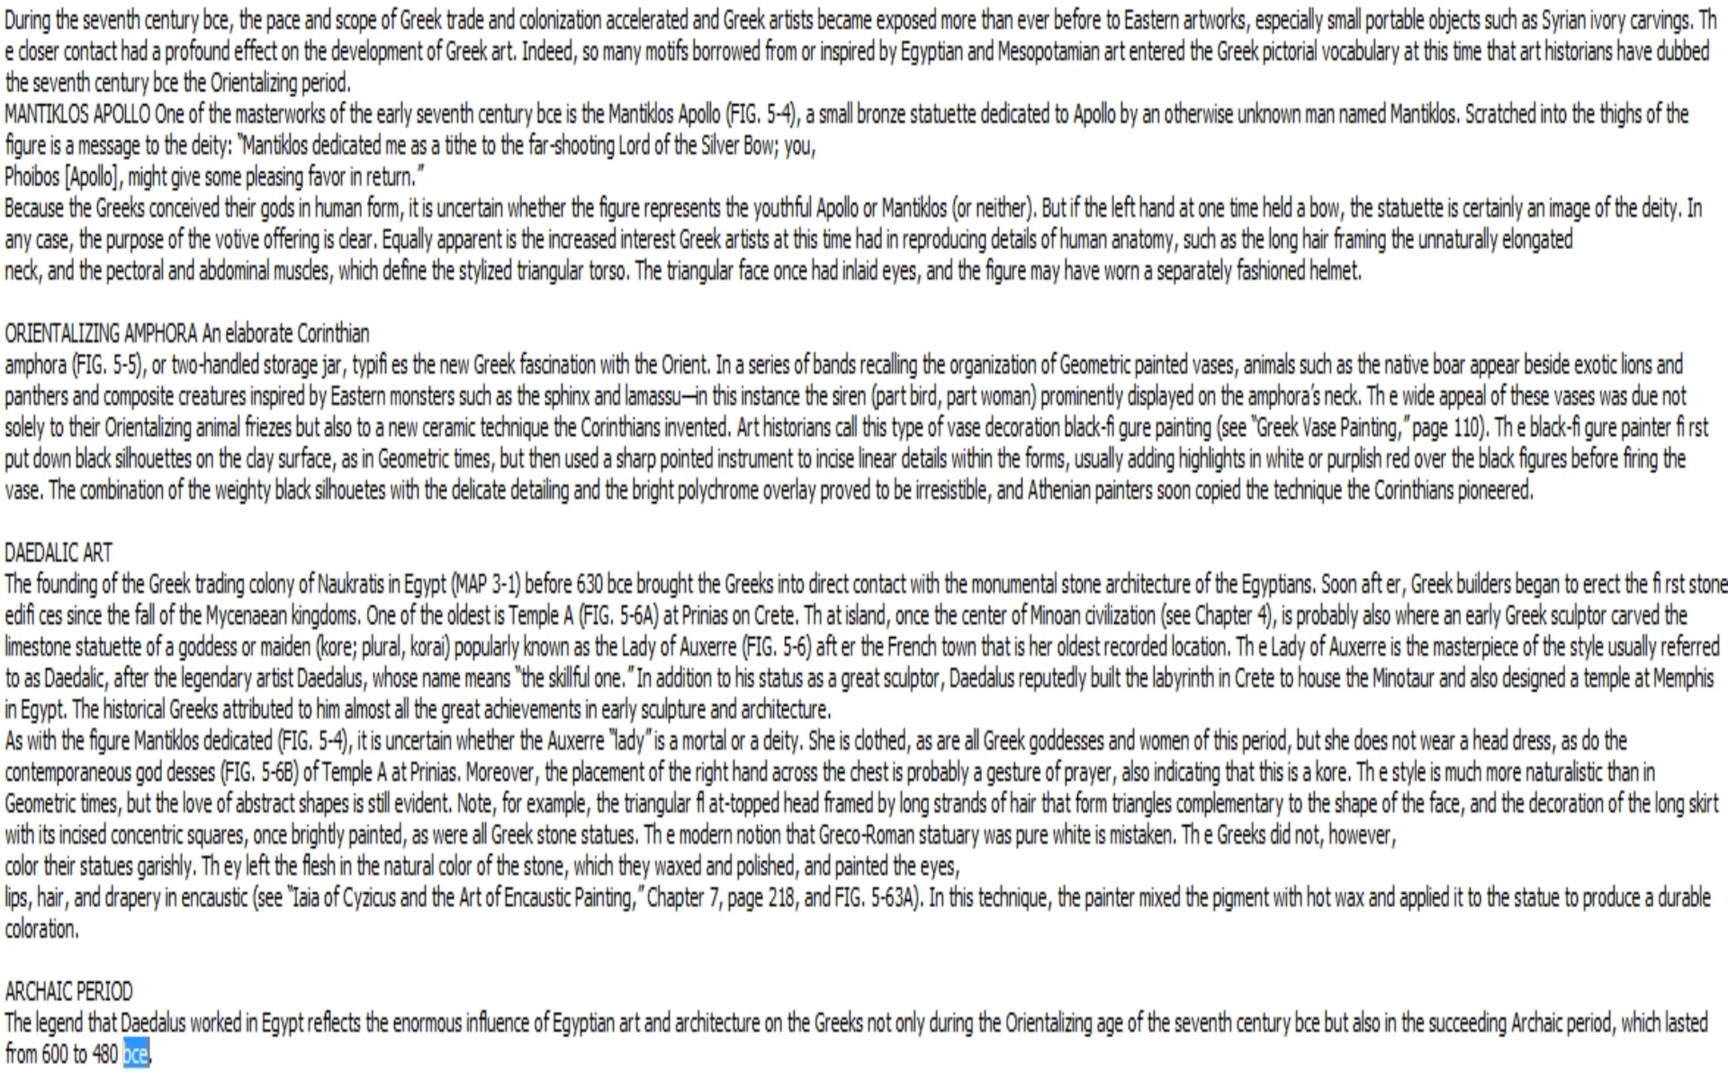 During the seventh century bce, the pace and scope of Greek trade and colonization accelerated and Greek artists became exposed more than ever before to Eastern artworks, especially small portable objects such as Syrian ivory carvings. Th
e closer contact had a profound effect on the development of Greek art. Indeed, so many motifs borrowed from or inspired by Egyptian and Mesopotamian art entered the Greek pictorial vocabulary at this time that art historians have dubbed
the seventh century bce the Orientalizing period.
MANTIKLOS APOLLO One of the masterworks of the early seventh century bce is the Mantiklos Apollo (FIG. 5-4), a small bronze statuette dedicated to Apollo by an otherwise unknown man named Mantiklos. Scratched into the thighs of the
figure is a message to the deity: “Mantiklos dedicated me as a tithe to the far-shooting Lord of the Silver Bow; you,
Phoibos [Apollo], might give some pleasing favor in return.”
Because the Greeks conceived their gods in human form, it is uncertain whether the figure represents the youthful Apollo or Mantiklos (or neither). But if the left hand at one time held a bow, the statuette is certainly an image of the deity. In
any case, the purpose of the votive offering is clear. Equally apparent is the increased interest Greek artists at this time had in reproducing details of human anatomy, such as the long hair framing the unnaturally elongated
neck, and the pectoral and abdominal muscles, which define the stylized triangular torso. The triangular face once had inlaid eyes, and the figure may have worn a separately fashioned helmet.
ORIENTALIZING AMPHORA An elaborate Corinthian
amphora (FIG. 5-5), or two-handled storage jar, typifi es the new Greek fascination with the Orient. In a series of bands recalling the organization of Geometric painted vases, animals such as the native boar appear beside exotic lions and
panthers and composite creatures inspired by Eastern monsters such as the sphinx and lamassu—in this instance the siren (part bird, part woman) prominently displayed on the amphora’s neck. Th e wide appeal of these vases was due not
solely to their Orientalizing animal friezes but also to a new ceramic technique the Corinthians invented. Art historians call this type of vase decoration black-fi gure painting (see “Greek Vase Painting,” page 110). Th e black-fi gure painter fi rst
put down black silhouettes on the clay surface, as in Geometric times, but then used a sharp pointed instrument to incise linear details within the forms, usually adding highlights in white or purplish red over the black figures before firing the
vase. The combination of the weighty black silhouetes with the delicate detailing and the bright polychrome overlay proved to be irresistible, and Athenian painters soon copied the technique the Corinthians pioneered.
DAEDALIC ART
The founding of the Greek trading colony of Naukratis in Egypt (MAP 3-1) before 630 bce brought the Greeks into direct contact with the monumental stone architecture of the Egyptians. Soon aft er, Greek builders began to erect the fi rst stone
edifi ces since the fall of the Mycenaean kingdoms. One of the oldest is Temple A (FIG. 5-6A) at Prinias on Crete. Th at island, once the center of Minoan civilization (see Chapter 4), is probably also where an early Greek sculptor carved the
limestone statuette of a goddess or maiden (kore; plural, korai) popularly known as the Lady of Auxerre (FIG. 5-6) aft er the French town that is her oldest recorded location. Th e Lady of Auxerre is the masterpiece of the style usually referred
to as Daedalic, after the legendary artist Daedalus, whose name means “the skillful one.” In addition to his status as a great sculptor, Daedalus reputedly built the labyrinth in Crete to house the Minotaur and also designed a temple at Memphis
in Egypt. The historical Greeks attributed to him almost all the great achievements in early sculpture and architecture.
As with the figure Mantiklos dedicated (FIG. 5-4), it is uncertain whether the Auxerre “lady” is a mortal or a deity. She is clothed, as are all Greek goddesses and women of this period, but she does not wear a head dress, as do the
contemporaneous god desses (FIG. 5-6B) of Temple A at Prinias. Moreover, the placement of the right hand across the chest is probably a gesture of prayer, also indicating that this is a kore. Th e style is much more naturalistic than in
Geometric times, but the love of abstract shapes is still evident. Note, for example, the triangular fl at-topped head framed by long strands of hair that form triangles complementary to the shape of the face, and the decoration of the long skirt
with its incised concentric squares, once brightly painted, as were all Greek stone statues. Th e modern notion that Greco-Roman statuary was pure white is mistaken. Th e Greeks did not, however,
color their statues garishly. Th ey left the flesh in the natural color of the stone, which they waxed and polished, and painted the eyes,
lips, hair, and drapery in encaustic (see “Iaia of Cyzicus and the Art of Encaustic Painting,” Chapter 7, page 218, and FIG. 5-63A). In this technique, the painter mixed the pigment with hot wax and applied it to the statue to produce a durable
coloration.
ARCHAIC PERIOD
The legend that Daedalus worked in Egypt reflects the enormous influence of Egyptian art and architecture on the Greeks not only during the Orientalizing age of the seventh century bce but also in the succeeding Archaic period, which lasted
from 600 to 480 bce.